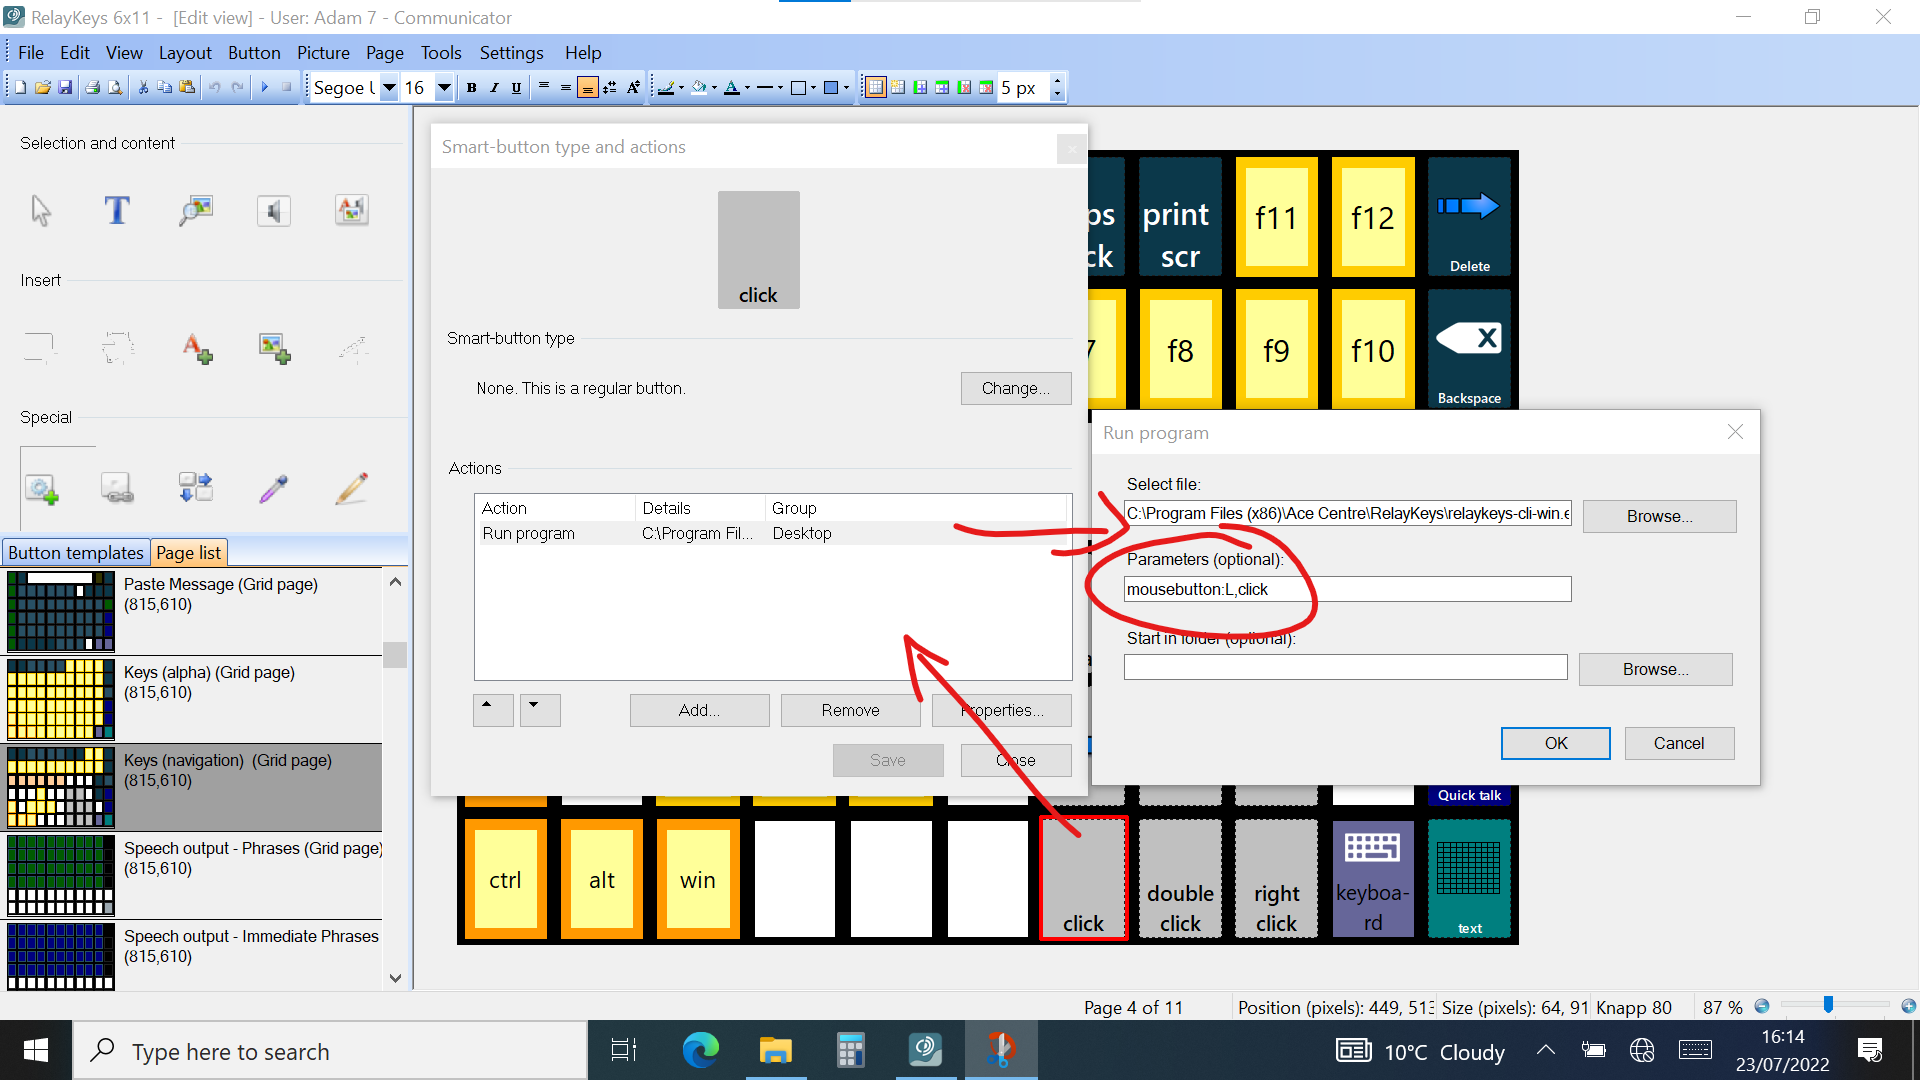 RelayKeys 6x11 - [Edit view] - User: Adam 7 - Communicator
File Edit View Layout Button Picture Page Tools Settings Help
Segoe 16 B I U A 5 px
Selection and content
T
Insert
Special
Button templates Page list
Paste Message (Grid page)
(815,610)
Keys (alpha) (Grid page)
(815,610)
Keys (navigation) (Grid page)
(815,610)
Speech output - Phrases (Grid page)
(815,610)
Speech output - Immediate Phrases
(815,610)
Smart-button type and actions
click
Smart-button type
None. This is a regular button.
Change...
Actions
Action Details Group
Run program C:\Program Fil... Desktop
Add... Remove Properties...
Save Close
ps
ck
print
scr
f11
f12
Delete
7
f8
f9
f10
X
Backspace
Run program
Select file:
C:\Program Files (x86)\Ace Centre\RelayKeys\relaykeys-cli-win.e
Browse...
Parameters (optional):
mousebutton:L,click
Start in folder (optional):
Browse...
OK Cancel
Quick talk
ctrl
alt
win
click
double
click
right
click
keyboa-
rd
text
Page 4 of 11 Position (pixels): 449, 513 Size (pixels): 64, 91 Knapp 80 87 %
Type here to search
10°C Cloudy
16:14
23/07/2022